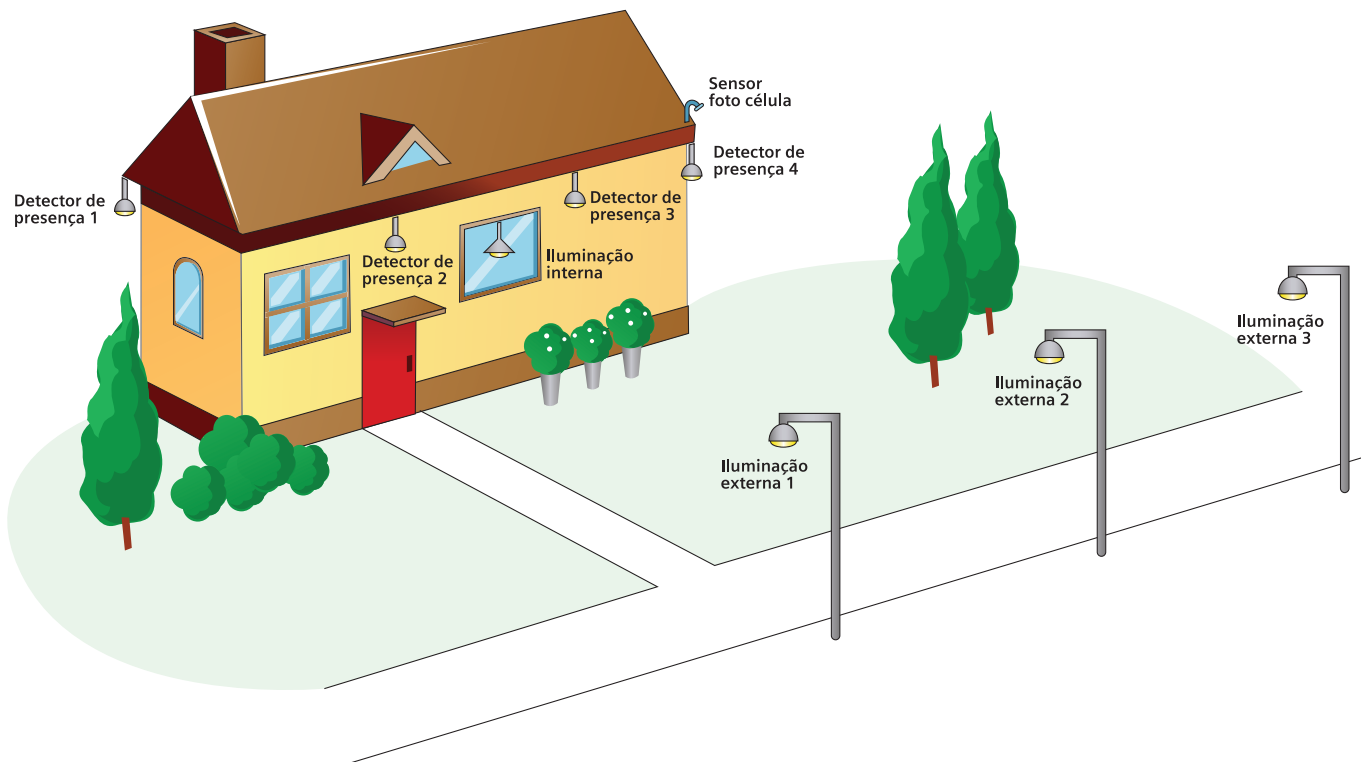 Sensor
foto célula
Detector de
presença 4
Detector de
presença 1
Detector de
presença 3
Detector de
presença 2
Iluminação
interna
Iluminação
externa 3
Iluminação
externa 2
Iluminação
externa 1